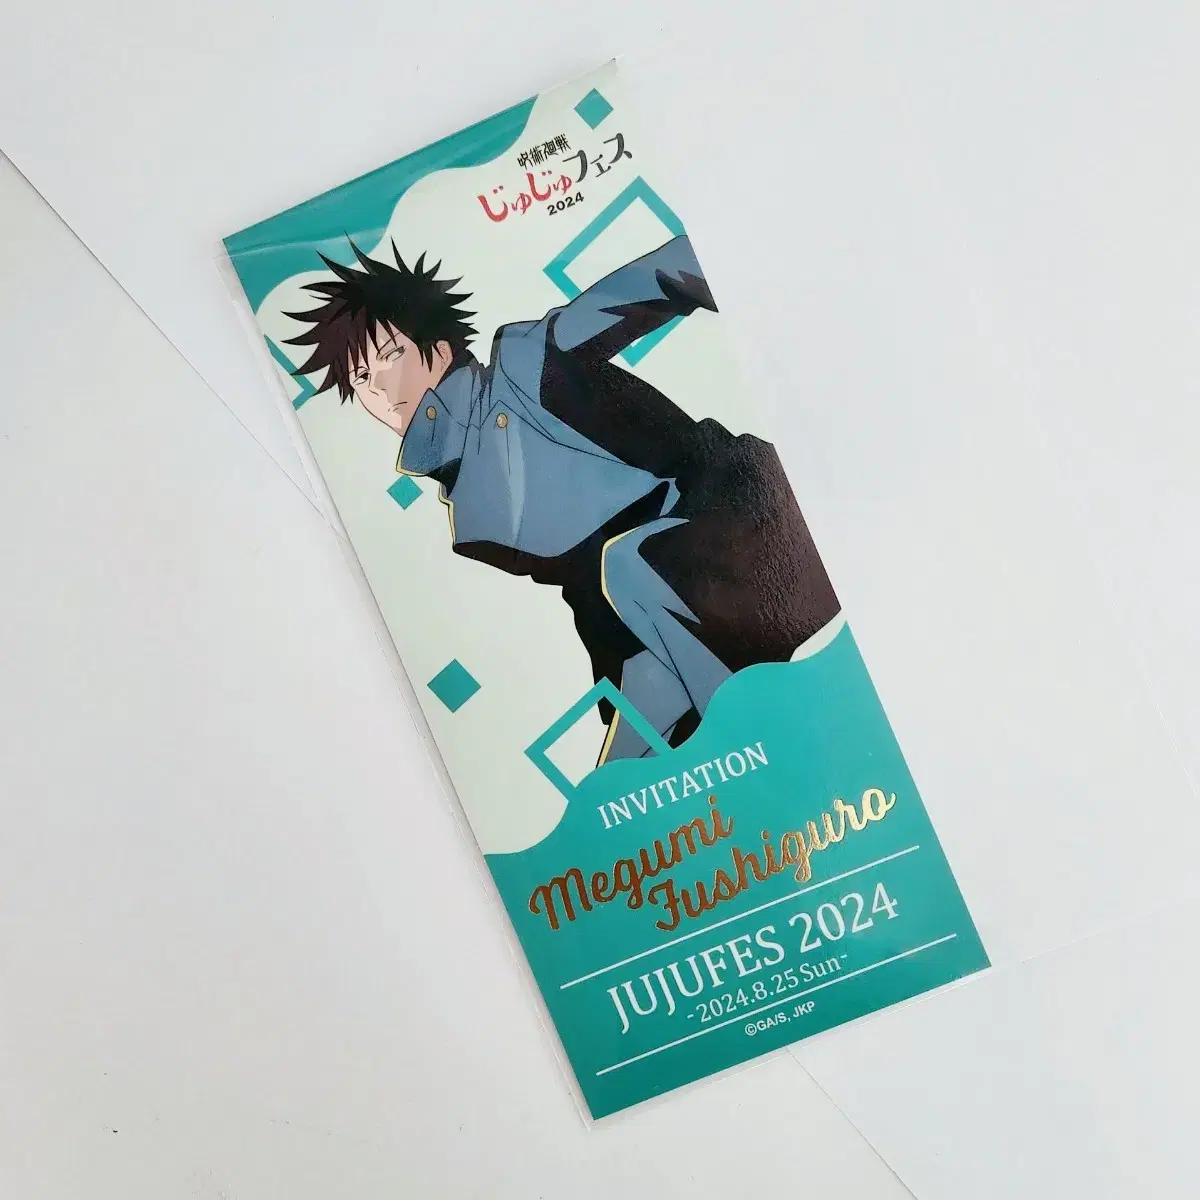 呪術廻戦
じゅじゅフェス
2024
INVITATION
Megumi
Fushiguro
JUJUFES 2024
-2024.8.25 Sun-
©GA/S, JKP